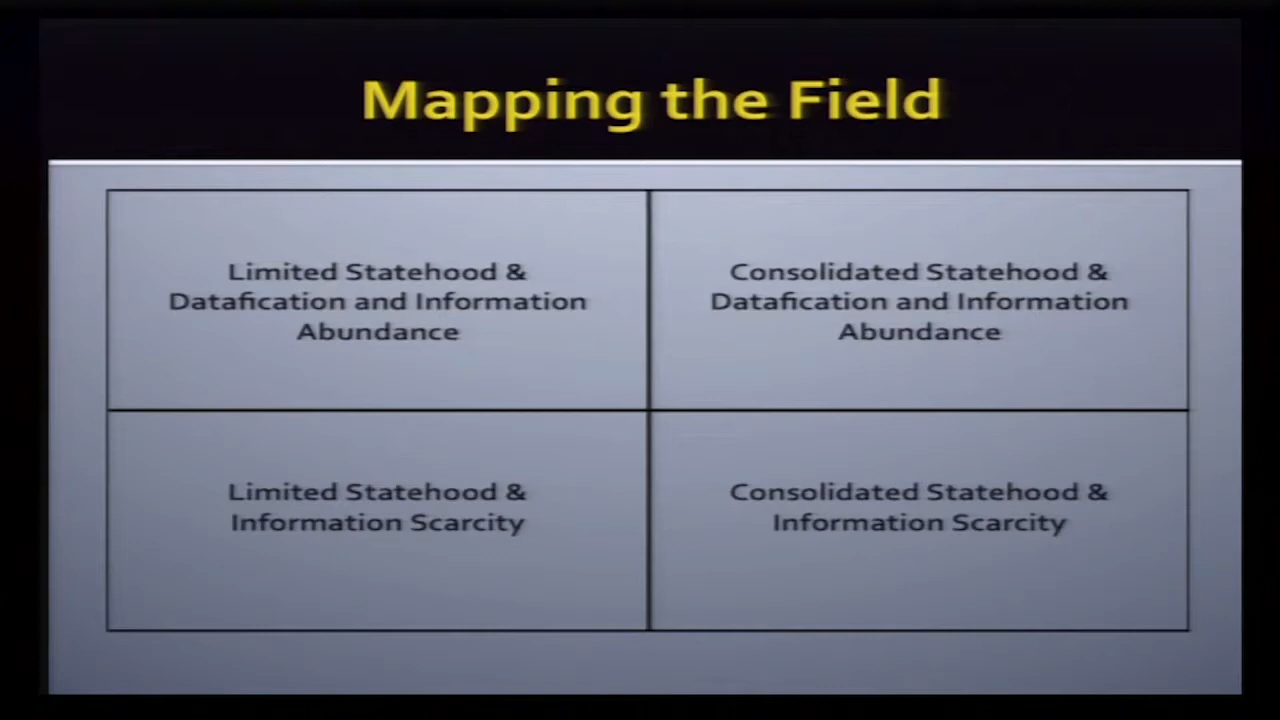 Mapping the Field
Limited Statehood &
Datafication and Information
Abundance
Consolidated Statehood &
Datafication and Information
Abundance
Limited Statehood &
Information Scarcity
Consolidated Statehood &
Information Scarcity